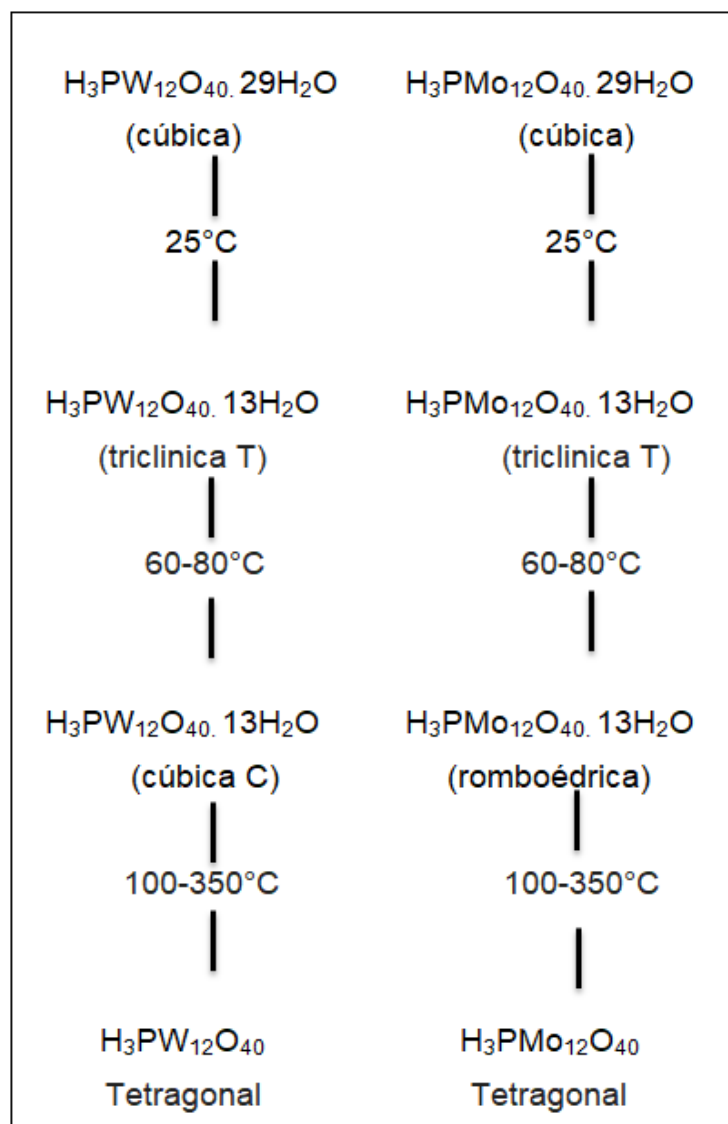 H₃PW₁₂O₄₀. 29H₂O
(cúbica)
25°C
H₃PW₁₂O₄₀. 13H₂O
(triclinica T)
60-80°C
H₃PW₁₂O₄₀. 13H₂O
(cúbica C)
100-350°C
H₃PW₁₂O₄₀
Tetragonal
H₃PMo₁₂O₄₀. 29H₂O
(cúbica)
25°C
H₃PMo₁₂O₄₀. 13H₂O
(triclinica T)
60-80°C
H₃PMo₁₂O₄₀. 13H₂O
(romboédrica)
100-350°C
H₃PMo₁₂O₄₀
Tetragonal